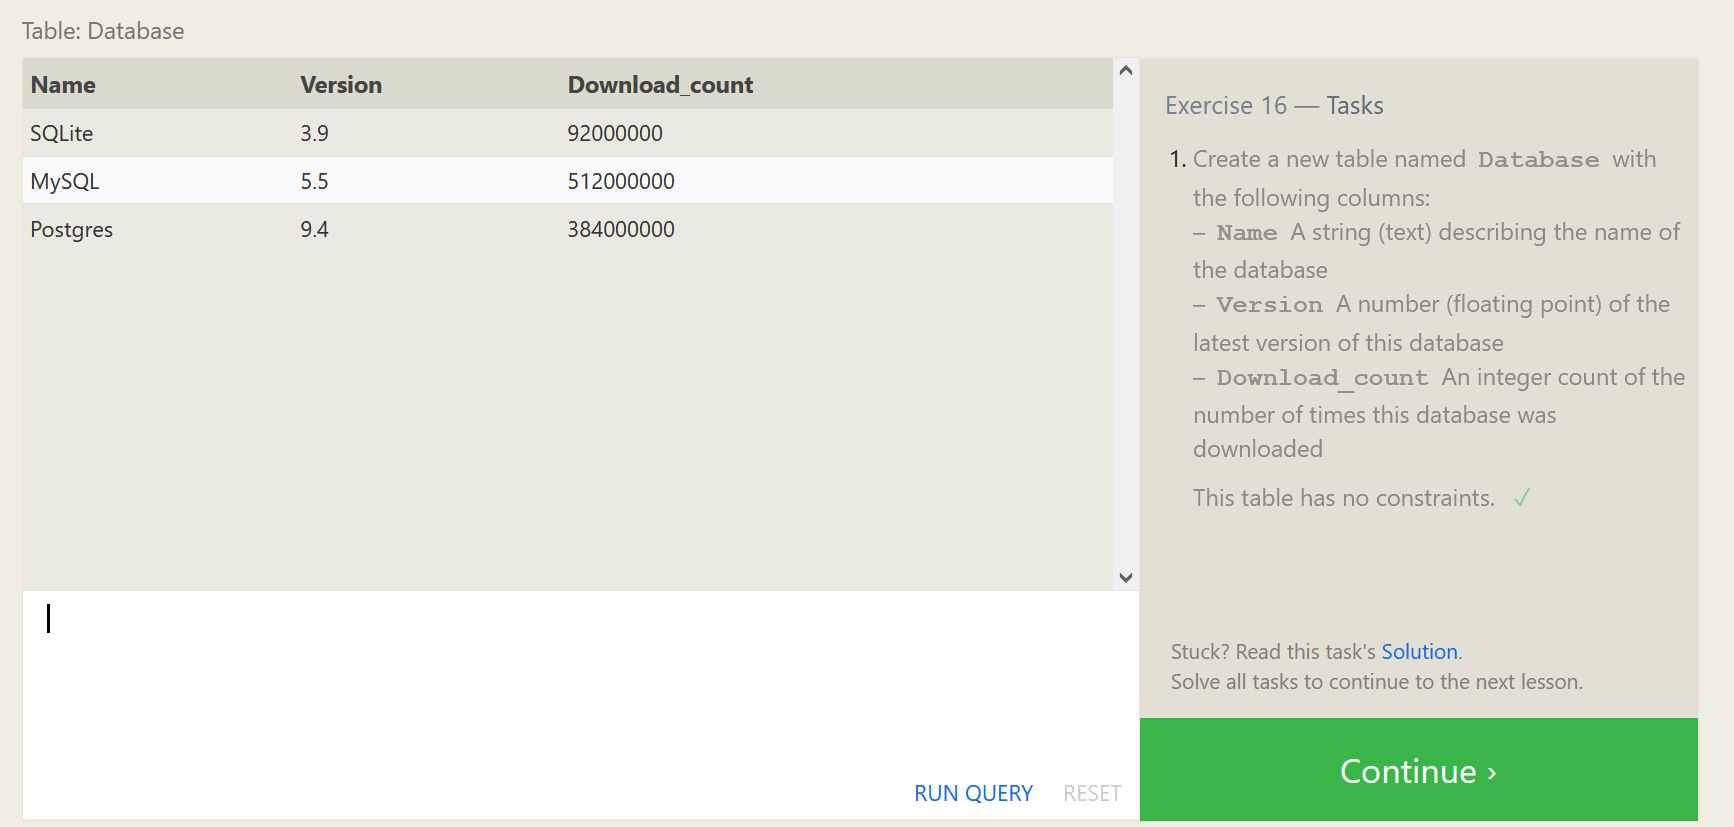 Table: Database
Name Version Download_count
SQLite 3.9 92000000
MySQL 5.5 512000000
Postgres 9.4 384000000
Exercise 16 — Tasks
1. Create a new table named Database with
the following columns:
– Name A string (text) describing the name of
the database
– Version A number (floating point) of the
latest version of this database
– Download_count An integer count of the
number of times this database was
downloaded
This table has no constraints. ✓
Stuck? Read this task's Solution.
Solve all tasks to continue to the next lesson.
RUN QUERY RESET
Continue ›